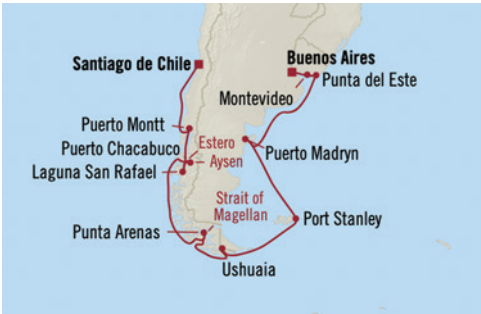 Santiago de Chile
Buenos Aires
Punta del Este
Montevideo
Puerto Montt
Puerto Chacabuco
Estero
Aysen
Laguna San Rafael
Puerto Madryn
Strait of
Magellan
Port Stanley
Punta Arenas
Ushuaia